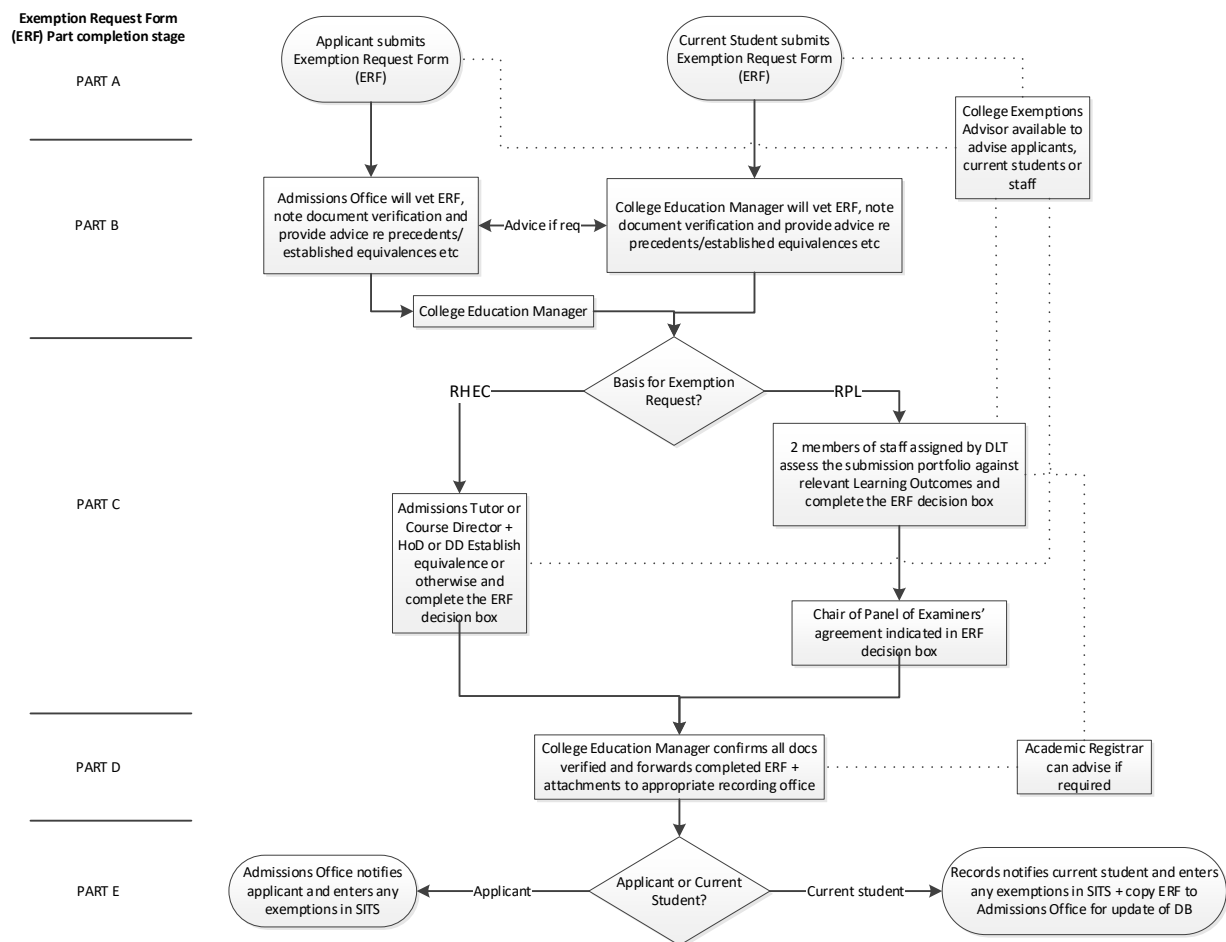 Exemption Request Form
(ERF) Part completion stage
PART A
Applicant submits
Exemption Request Form
(ERF)
Current Student submits
Exemption Request Form
(ERF)
College Exemptions
Advisor available to
advise applicants,
current students or
staff
PART B
Admissions Office will vet ERF,
note document verification and
provide advice re precedents/
established equivalences etc
Advice if req
College Education Manager will vet ERF, note
document verification and provide advice re
precedents/established equivalences etc
College Education Manager
PART C
Basis for Exemption
Request?
RHEC
RPL
2 members of staff assigned by DLT
assess the submission portfolio against
relevant Learning Outcomes and
complete the ERF decision box
Admissions Tutor or
Course Director +
HoD or DD Establish
equivalence or
otherwise and
complete the ERF
decision box
Chair of Panel of Examiners’
agreement indicated in ERF
decision box
PART D
College Education Manager confirms all docs
verified and forwards completed ERF +
attachments to appropriate recording office
Academic Registrar
can advise if
required
PART E
Admissions Office notifies
applicant and enters any
exemptions in SITS
Applicant
Applicant or Current
Student?
Current student
Records notifies current student and enters
any exemptions in SITS + copy ERF to
Admissions Office for update of DB